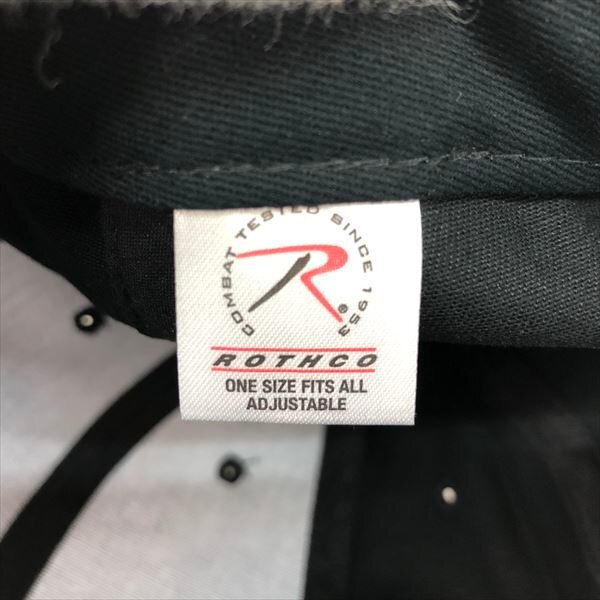 COMBAT TESTED SINCE 1953
R®
ROTHCO
ONE SIZE FITS ALL
ADJUSTABLE